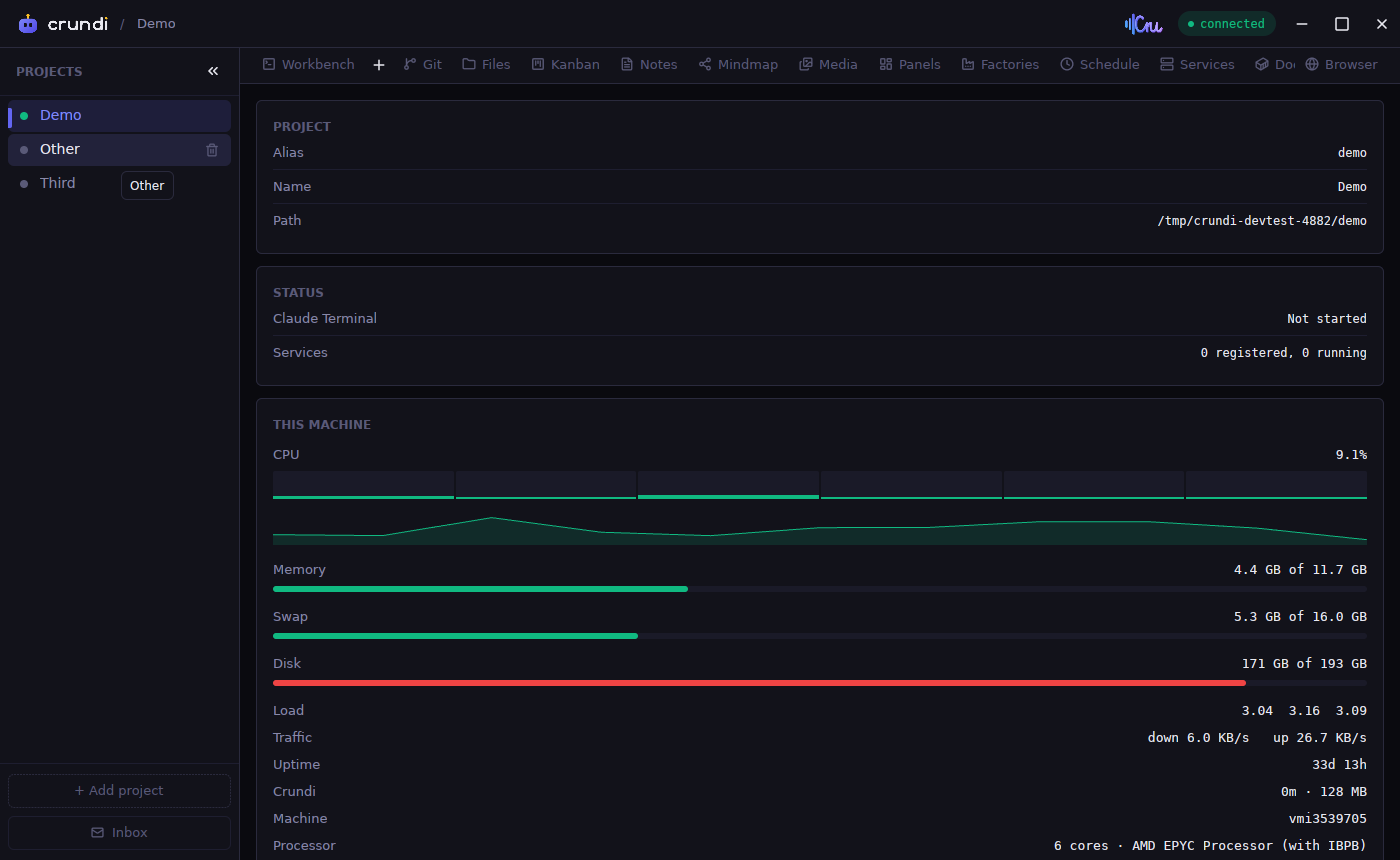 crundi / Demo
Cru
connected
PROJECTS
Workbench + Git Files Kanban Notes Mindmap Media Panels Factories Schedule Services Browser
Demo
Other
Third
Other
+ Add project
Inbox
PROJECT
Alias demo
Name Demo
Path /tmp/crundi-devtest-4882/demo
STATUS
Claude Terminal Not started
Services 0 registered, 0 running
THIS MACHINE
CPU 9.1%
Memory 4.4 GB of 11.7 GB
Swap 5.3 GB of 16.0 GB
Disk 171 GB of 193 GB
Load 3.04 3.16 3.09
Traffic down 6.0 KB/s up 26.7 KB/s
Uptime 33d 13h
Crundi 0m · 128 MB
Machine vmi3539705
Processor 6 cores · AMD EPYC Processor (with IBPB)